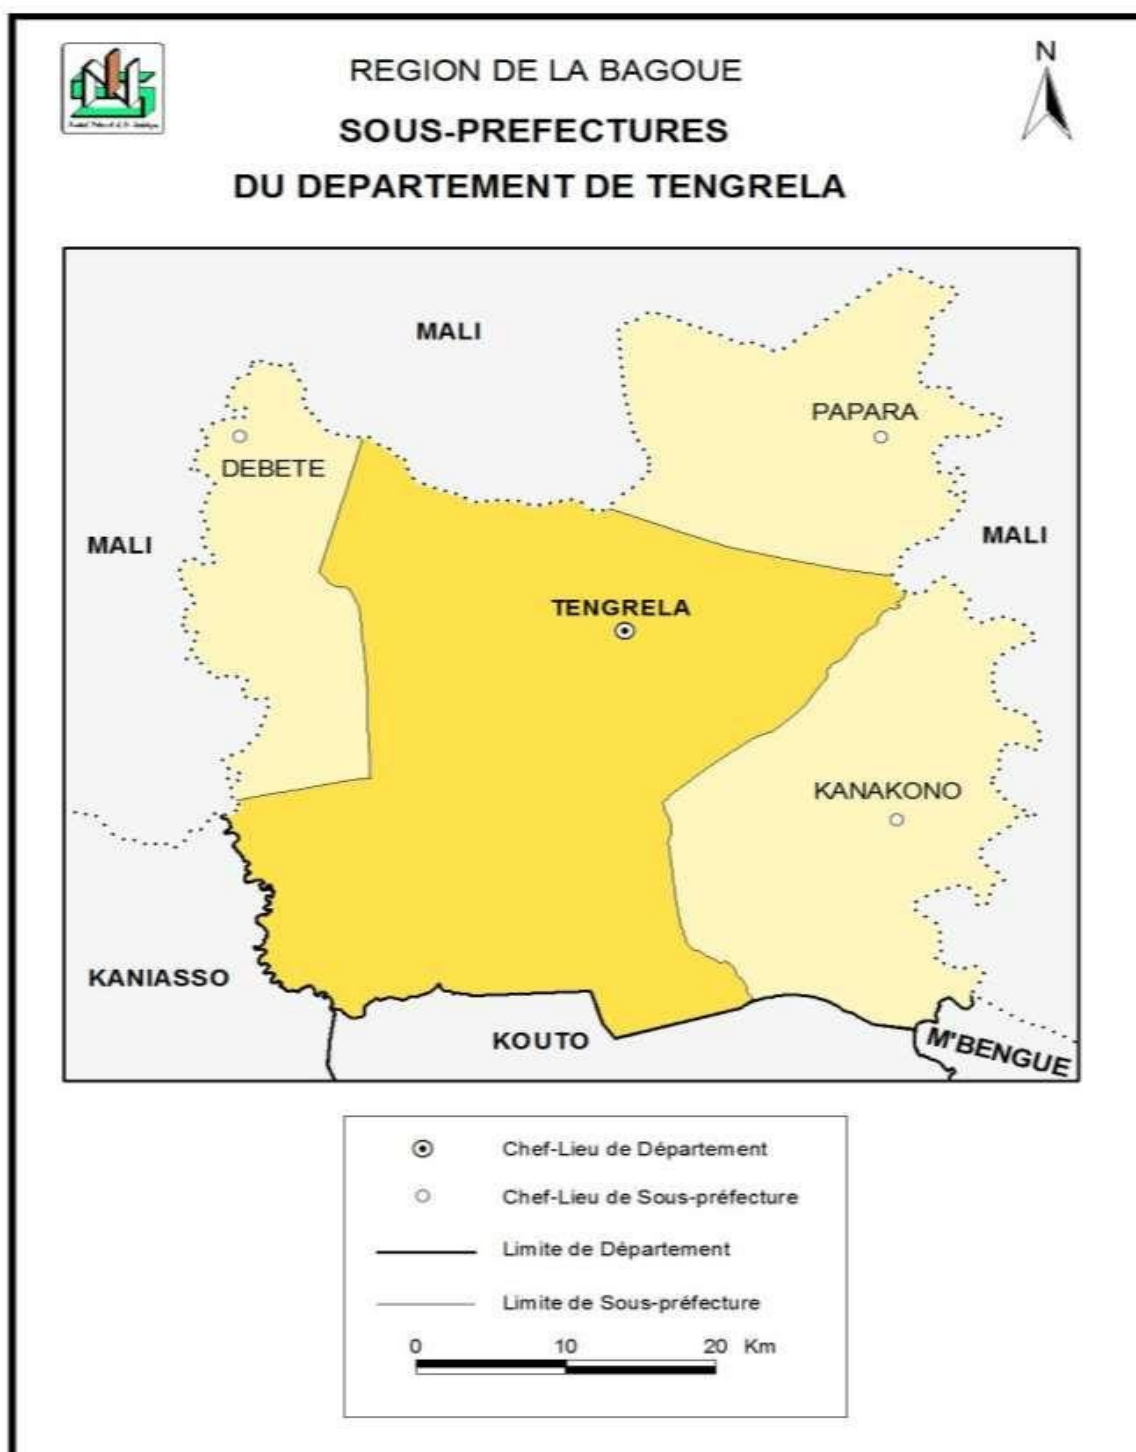 REGION DE LA BAGOUE
N
SOUS-PREFECTURES
DU DEPARTEMENT DE TENGRELA
MALI
PAPARA
DEBETE
MALI
MALI
TENGRELA
KANAKONO
KANIASSO
KOUTO
M'BENGUE
Chef-Lieu de Département
Chef-Lieu de Sous-préfecture
Limite de Département
Limite de Sous-préfecture
0 10 20 Km